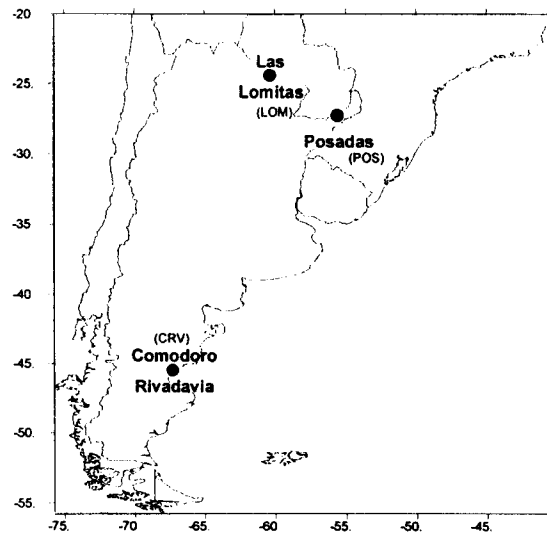 -20
-25
-30
-35
-40
-45
-50.
-55.
Las
Lomitas
(LOM)
Posadas
(POS)
(CRV)
Comodoro
Rivadavia
-75. -70. -65. -60. -55. -50. -45.